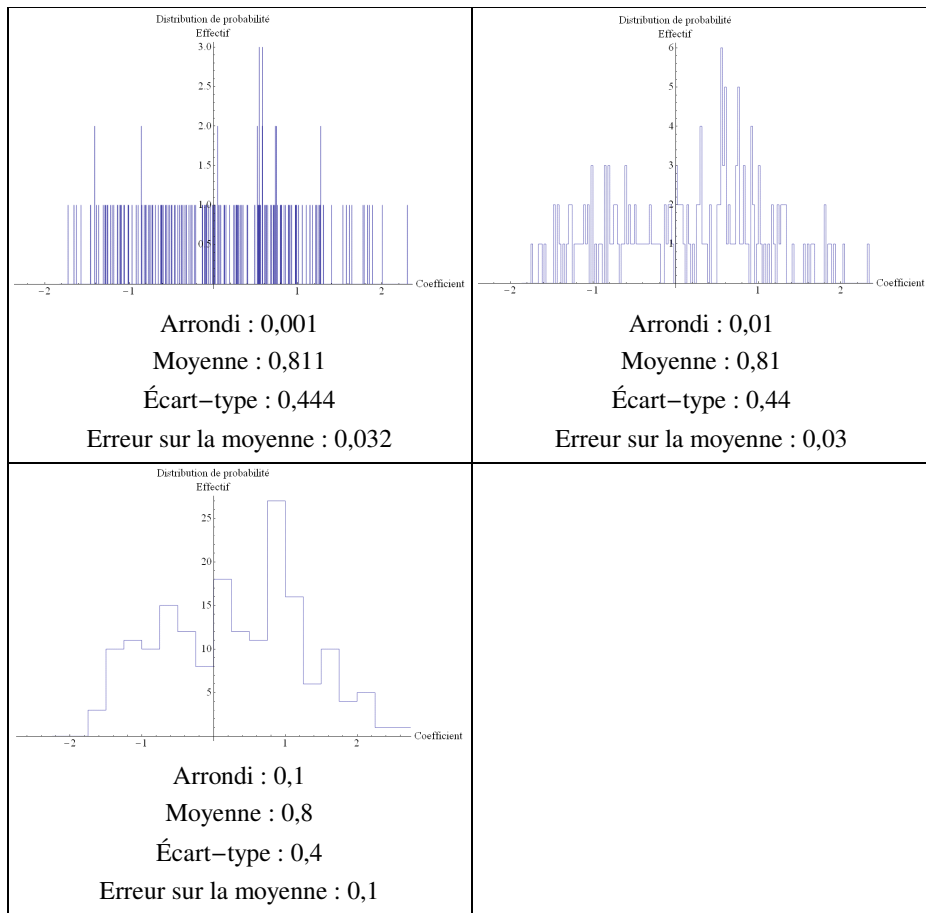 Distribution de probabilité
Effectif
3.0
2.5
2.0
1.5
1.0
0.5
Coefficient
-2 -1 0 1 2
Arrondi : 0,001
Moyenne : 0,811
Écart-type : 0,444
Erreur sur la moyenne : 0,032
Distribution de probabilité
Effectif
6
5
4
3
2
1
Coefficient
-2 -1 0 1 2
Arrondi : 0,01
Moyenne : 0,81
Écart-type : 0,44
Erreur sur la moyenne : 0,03
Distribution de probabilité
Effectif
25
20
15
10
5
Coefficient
-2 -1 1 2
Arrondi : 0,1
Moyenne : 0,8
Écart-type : 0,4
Erreur sur la moyenne : 0,1